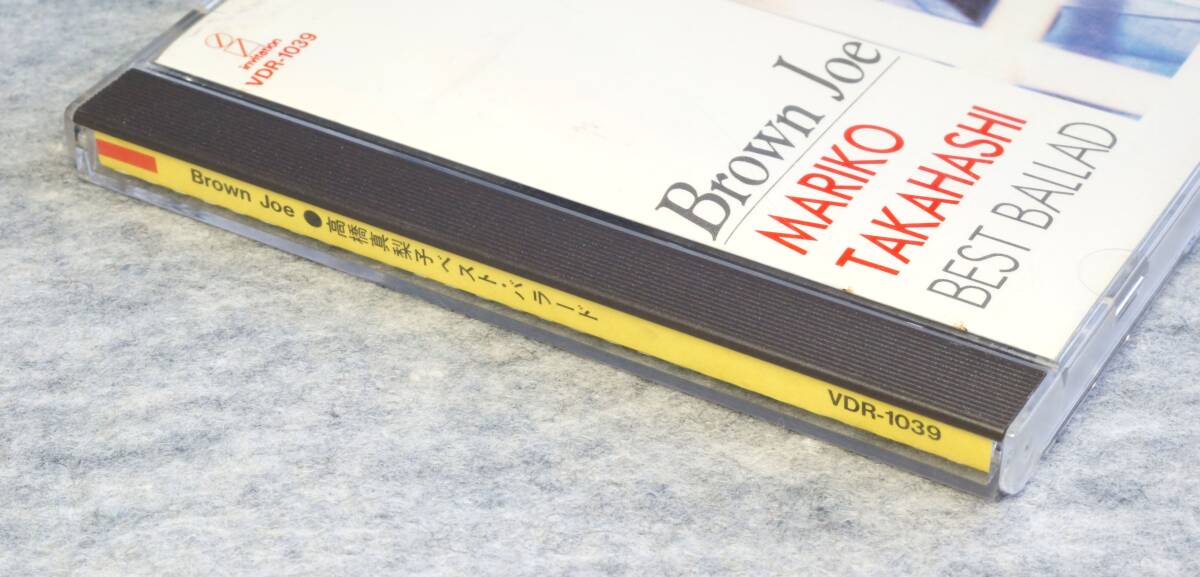 invitation
VDR-1039
Brown Joe
MARIKO
TAKAHASHI
BEST BALLAD
Brown Joe●高橋真梨子ベスト・バラード
VDR-1039